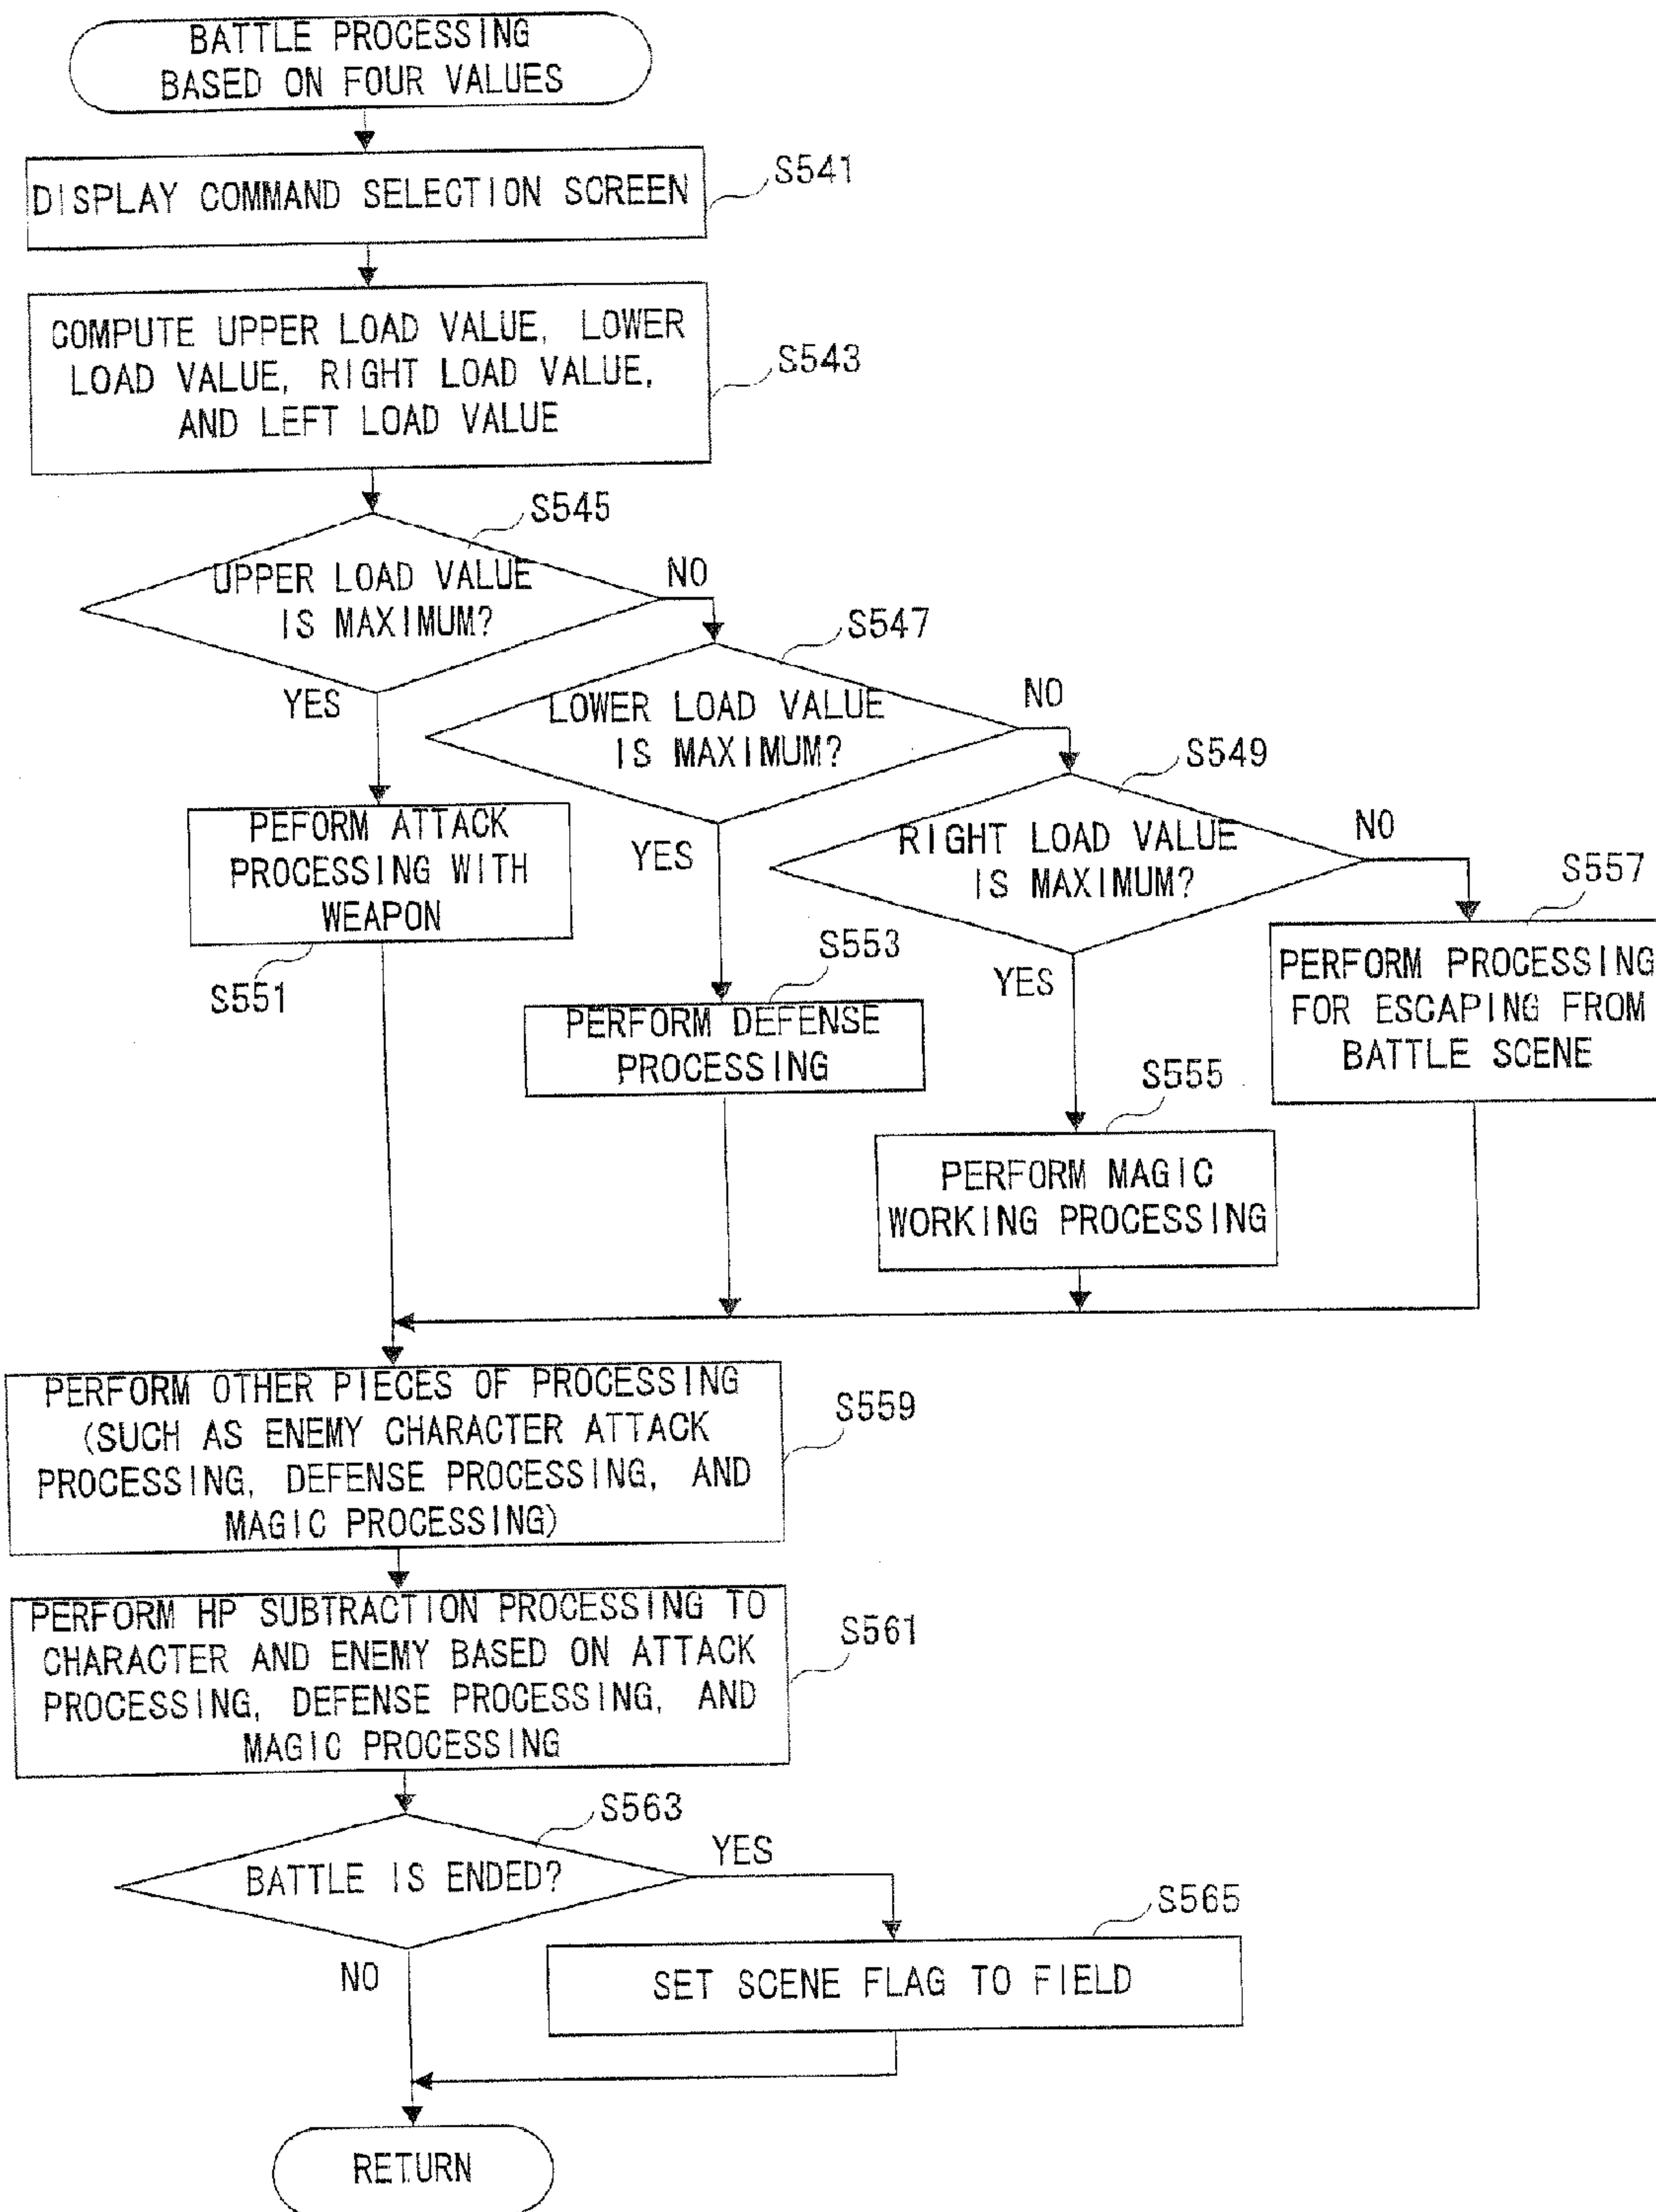 BATTLE PROCESSING
BASED ON FOUR VALUES
DISPLAY COMMAND SELECTION SCREEN
S541
COMPUTE UPPER LOAD VALUE, LOWER
LOAD VALUE, RIGHT LOAD VALUE,
AND LEFT LOAD VALUE
S543
S545
UPPER LOAD VALUE
IS MAXIMUM?
NO
YES
S547
LOWER LOAD VALUE
IS MAXIMUM?
NO
YES
S549
RIGHT LOAD VALUE
IS MAXIMUM?
NO
YES
PEFORM ATTACK
PROCESSING WITH
WEAPON
S551
S553
PERFORM DEFENSE
PROCESSING
S555
PERFORM MAGIC
WORKING PROCESSING
S557
PERFORM PROCESSING
FOR ESCAPING FROM
BATTLE SCENE
PERFORM OTHER PIECES OF PROCESSING
(SUCH AS ENEMY CHARACTER ATTACK
PROCESSING, DEFENSE PROCESSING, AND
MAGIC PROCESSING)
S559
PERFORM HP SUBTRACTION PROCESSING TO
CHARACTER AND ENEMY BASED ON ATTACK
PROCESSING, DEFENSE PROCESSING, AND
MAGIC PROCESSING
S561
S563
BATTLE IS ENDED?
YES
NO
S565
SET SCENE FLAG TO FIELD
RETURN